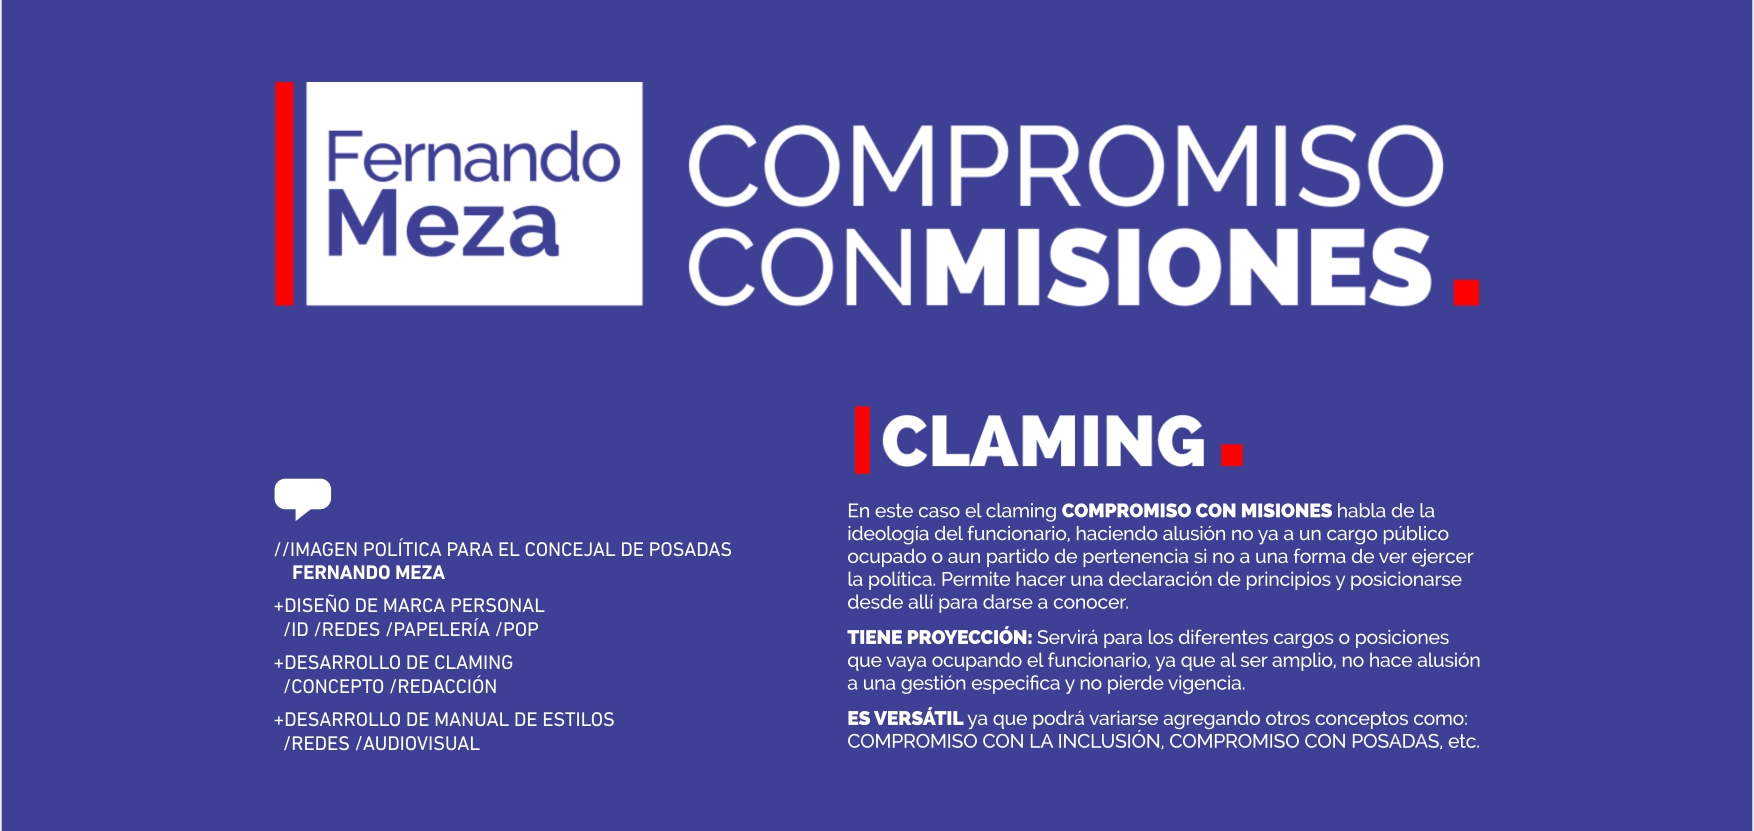 Fernando
Meza
COMPROMISO
CONMISIONES.
//IMAGEN POLÍTICA PARA EL CONCEJAL DE POSADAS
FERNANDO MEZA
+DISEÑO DE MARCA PERSONAL
/ID /REDES /PAPELERÍA /POP
+DESARROLLO DE CLAMING
/CONCEPTO /REDACCIÓN
+DESARROLLO DE MANUAL DE ESTILOS
/REDES /AUDIOVISUAL
CLAMING.
En este caso el claming COMPROMISO CON MISIONES habla de la
ideología del funcionario, haciendo alusión no ya a un cargo público
ocupado o aun partido de pertenencia si no a una forma de ver ejercer
la política. Permite hacer una declaración de principios y posicionarse
desde allí para darse a conocer.
TIENE PROYECCIÓN: Servirá para los diferentes cargos o posiciones
que vaya ocupando el funcionario, ya que al ser amplio, no hace alusión
a una gestión especifica y no pierde vigencia.
ES VERSÁTIL ya que podrá variarse agregando otros conceptos como:
COMPROMISO CON LA INCLUSIÓN, COMPROMISO CON POSADAS, etc.